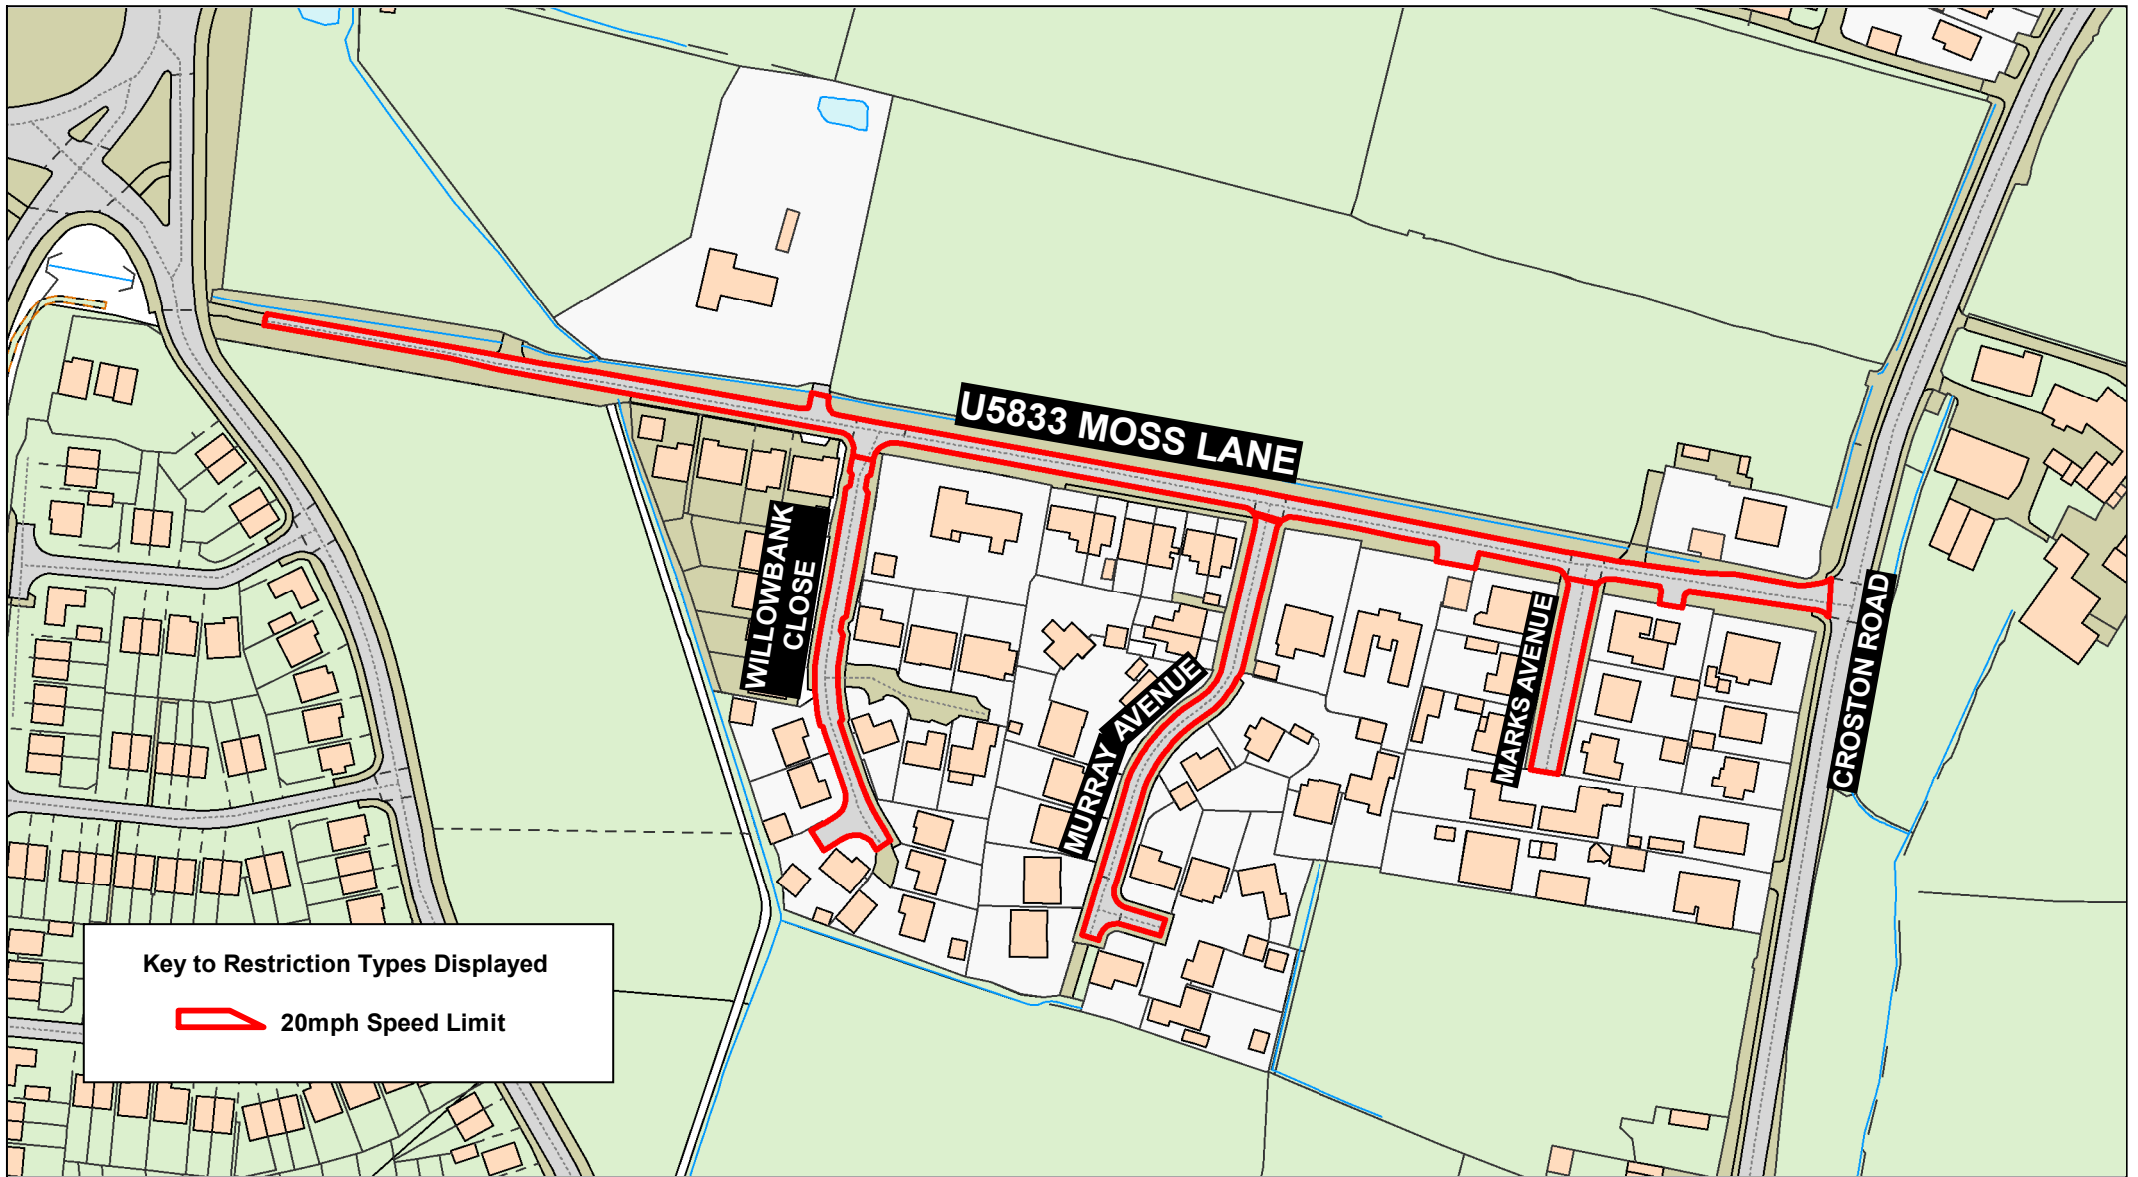 U5833 MOSS LANE
WILLOWBANK
CLOSE
MURRAY AVENUE
MARKS AVENUE
CROSTON ROAD
Key to Restriction Types Displayed
20mph Speed Limit